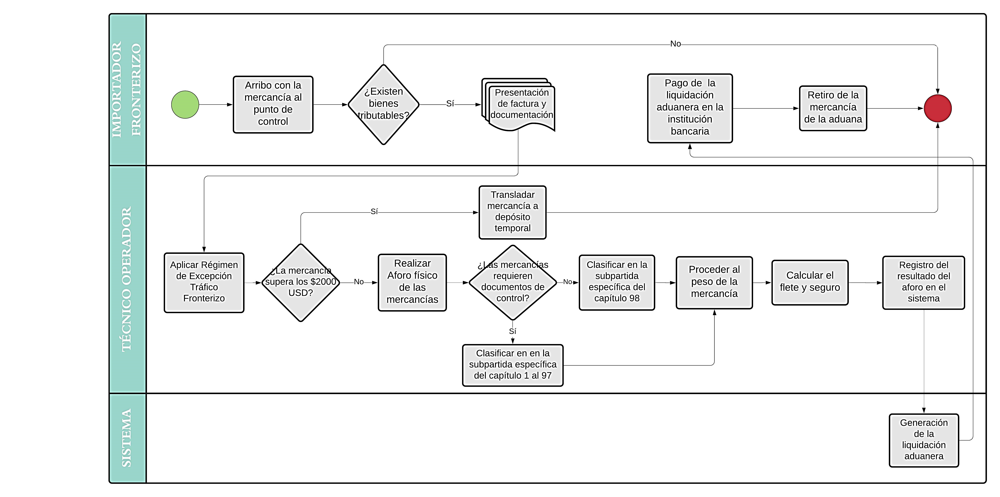 IMPORTADOR
FRONTERIZO
No
Arribo con la
mercancía al
punto de
control
¿Existen
bienes
tributables?
Sí
Presentación
de factura y
documentación
Pago de  la
liquidación
aduanera en la
institución
bancaria
Retiro de la
mercancía
de la aduana
TÉCNICO OPERADOR
Sí
Transladar
mercancía a
depósito
temporal
Aplicar Régimen
de Excepción
Tráfico
Fronterizo
¿La mercancía
supera los $2000
USD?
No
Realizar
Aforo físico
de las
mercancías
¿Las mercancías
requieren
documentos de
control?
No
Clasificar en la
subpartida
específica del
capítulo 98
Proceder al
peso de la
mercancía
Calcular el
flete y seguro
Registro del
resultado del
aforo en el
sistema
Sí
Clasificar en en la
subpartida específica
del capítulo 1 al 97
SISTEMA
Generación
de la
liquidación
aduanera